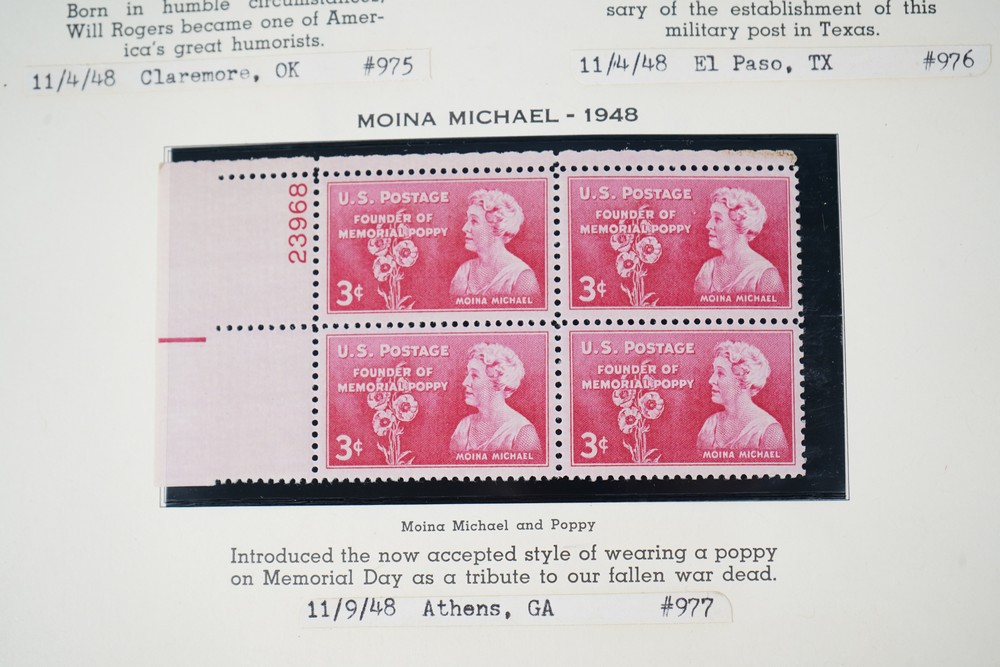 Born in humble circumstances,
Will Rogers became one of Amer-
ica's great humorists.
11/4/48 Claremore, OK #975
sary of the establishment of this
military post in Texas.
11/4/48 El Paso, TX #976
MOINA MICHAEL - 1948
23968
U.S. POSTAGE
FOUNDER OF
MEMORIAL POPPY
3¢
MOINA MICHAEL
U.S. POSTAGE
FOUNDER OF
MEMORIAL POPPY
3¢
MOINA MICHAEL
U.S. POSTAGE
FOUNDER OF
MEMORIAL POPPY
3¢
MOINA MICHAEL
U.S. POSTAGE
FOUNDER OF
MEMORIAL POPPY
3¢
MOINA MICHAEL
Moina Michael and Poppy
Introduced the now accepted style of wearing a poppy
on Memorial Day as a tribute to our fallen war dead.
11/9/48 Athens, GA #977